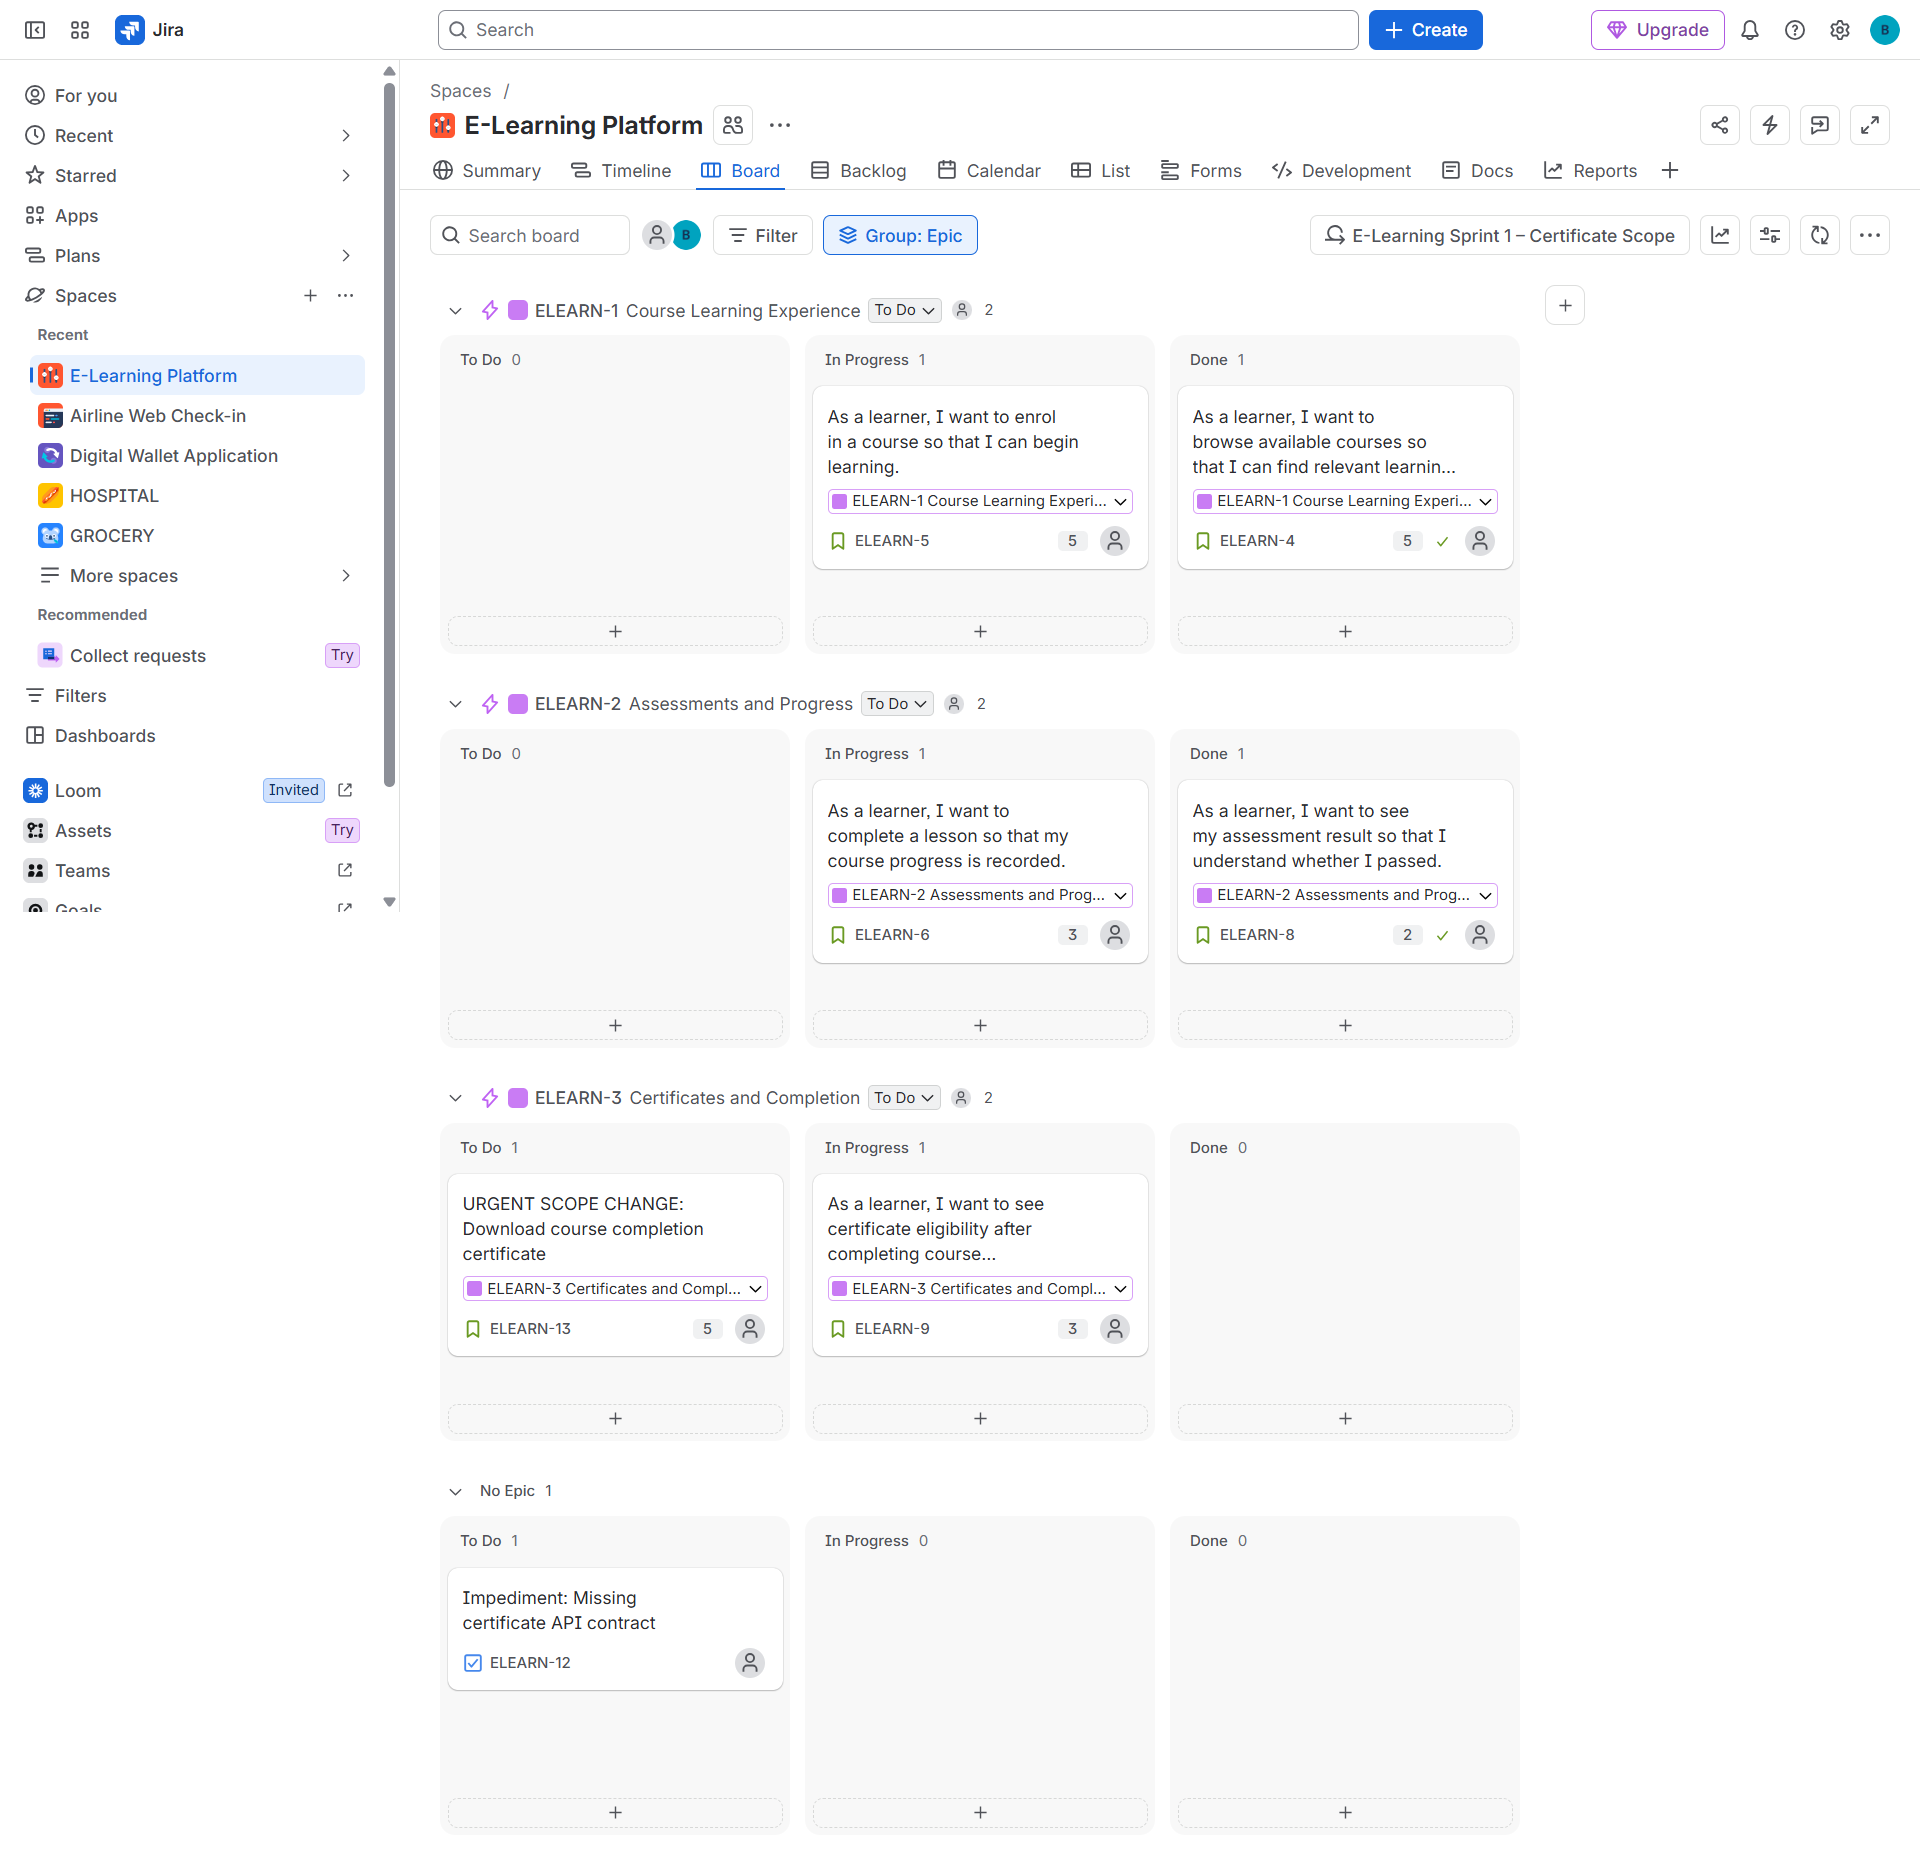 Jira
Search
Create
Upgrade
B
For you
Recent
Starred
Apps
Plans
Spaces
Recent
E-Learning Platform
Airline Web Check-in
Digital Wallet Application
HOSPITAL
GROCERY
More spaces
Recommended
Collect requests Try
Filters
Dashboards
Loom Invited
Assets Try
Teams
Goals
Spaces /
E-Learning Platform
Summary Timeline Board Backlog Calendar List Forms Development Docs Reports
Search board B Filter Group: Epic E-Learning Sprint 1 – Certificate Scope
ELEARN-1 Course Learning Experience To Do 2
To Do 0
In Progress 1
As a learner, I want to enrol
in a course so that I can begin
learning.
ELEARN-1 Course Learning Experi...
ELEARN-5 5
Done 1
As a learner, I want to
browse available courses so
that I can find relevant learnin...
ELEARN-1 Course Learning Experi...
ELEARN-4 5
ELEARN-2 Assessments and Progress To Do 2
To Do 0
In Progress 1
As a learner, I want to
complete a lesson so that my
course progress is recorded.
ELEARN-2 Assessments and Prog...
ELEARN-6 3
Done 1
As a learner, I want to see
my assessment result so that I
understand whether I passed.
ELEARN-2 Assessments and Prog...
ELEARN-8 2
ELEARN-3 Certificates and Completion To Do 2
To Do 1
URGENT SCOPE CHANGE:
Download course completion
certificate
ELEARN-3 Certificates and Compl...
ELEARN-13 5
In Progress 1
As a learner, I want to see
certificate eligibility after
completing course...
ELEARN-3 Certificates and Compl...
ELEARN-9 3
Done 0
No Epic 1
To Do 1
Impediment: Missing
certificate API contract
ELEARN-12
In Progress 0
Done 0